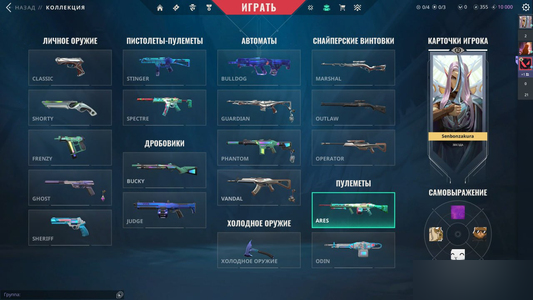 НАЗАД // КОЛЛЕКЦИЯ
ИГРАТЬ
0/4 0/3
0 355 10 000
ЛИЧНОЕ ОРУЖИЕ
ПИСТОЛЕТЫ-ПУЛЕМЕТЫ
АВТОМАТЫ
СНАЙПЕРСКИЕ ВИНТОВКИ
КАРТОЧКИ ИГРОКА
CLASSIC
STINGER
BULLDOG
MARSHAL
SHORTY
SPECTRE
GUARDIAN
OUTLAW
Senbonzakura
ДРОБОВИКИ
FRENZY
PHANTOM
OPERATOR
BUCKY
ПУЛЕМЕТЫ
САМОВЫРАЖЕНИЕ
GHOST
VANDAL
JUDGE
ARES
ХОЛОДНОЕ ОРУЖИЕ
SHERIFF
ХОЛОДНОЕ ОРУЖИЕ
ODIN
Группа